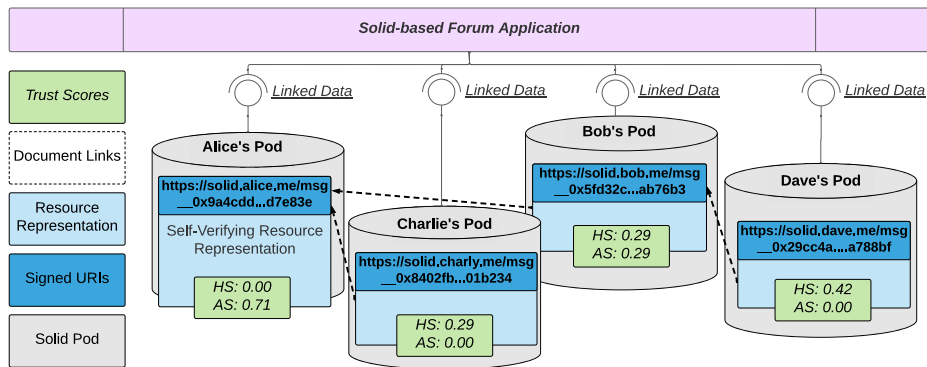 Solid-based Forum Application
Trust Scores
Document Links
Resource
Representation
Signed URIs
Solid Pod
Linked Data
Linked Data
Linked Data
Linked Data
Alice's Pod
https://solid.alice.me/msg
__0x9a4cdd...d7e83e
Self-Verifying Resource
Representation
HS: 0.00
AS: 0.71
Charlie's Pod
https://solid.charly.me/msg
__0x8402fb...01b234
HS: 0.29
AS: 0.00
Bob's Pod
https://solid.bob.me/msg
__0x5fd32c...ab76b3
HS: 0.29
AS: 0.29
Dave's Pod
https://solid.dave.me/msg
__0x29cc4a....a788bf
HS: 0.42
AS: 0.00